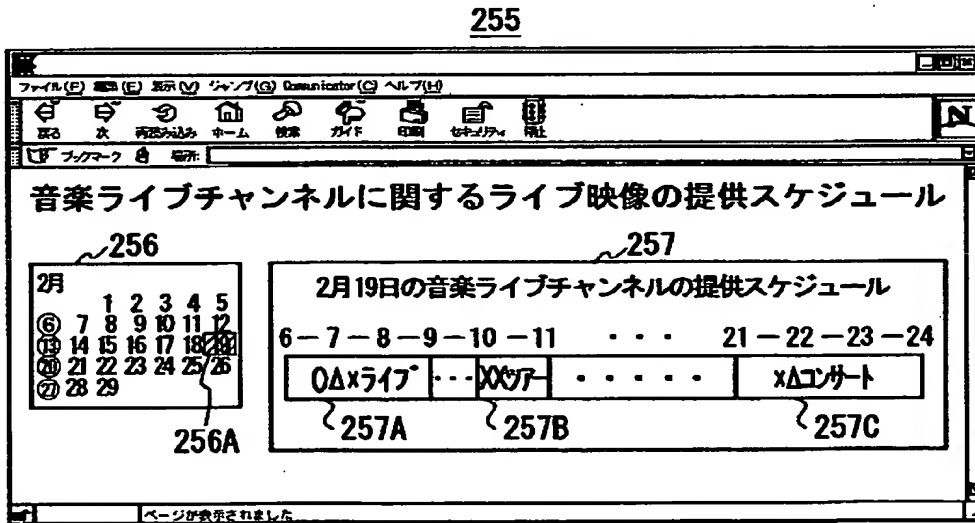 255
ファイル(F) 編集(E) 表示(V) ジャンプ(G) Communicator(C) ヘルプ(H)
戻る 次 再読み込み ホーム 検索 ガイド 印刷 セキュリティ 停止
N
ブックマーク 場所:
音楽ライブチャンネルに関するライブ映像の提供スケジュール
256
257
2月
1 2 3 4 5
⑥ 7 8 9 10 11 12
⑬ 14 15 16 17 18 19
⑳ 21 22 23 24 25 26
㉗ 28 29
256A
2月19日の音楽ライブチャンネルの提供スケジュール
6-7-8-9-10-11 ・・・ 21-22-23-24
O△×ライブ ・・・ XXツアー ・・・・・ ×△コンサート
257A 257B 257C
ページが表示されました